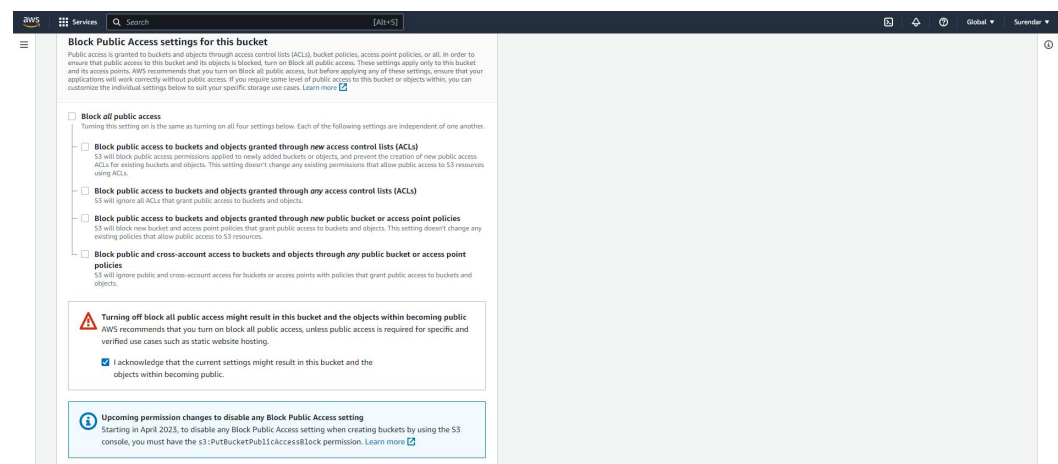 aws Services Search [Alt+S] Global Surendar
Block Public Access settings for this bucket
Public access is granted to buckets and objects through access control lists (ACLs), bucket policies, access point policies, or all. In order to
ensure that public access to this bucket and its objects is blocked, turn on Block all public access. These settings apply only to this bucket
and its access points. AWS recommends that you turn on Block all public access, but before applying any of these settings, ensure that your
applications will work correctly without public access. If you require some level of public access to this bucket or objects within, you can
customize the individual settings below to suit your specific storage use cases. Learn more
Block all public access
Turning this setting on is the same as turning on all four settings below. Each of the following settings are independent of one another.
Block public access to buckets and objects granted through new access control lists (ACLs)
S3 will block public access permissions applied to newly added buckets or objects, and prevent the creation of new public access
ACLs for existing buckets and objects. This setting doesn't change any existing permissions that allow public access to S3 resources
using ACLs.
Block public access to buckets and objects granted through any access control lists (ACLs)
S3 will ignore all ACLs that grant public access to buckets and objects.
Block public access to buckets and objects granted through new public bucket or access point policies
S3 will block new bucket and access point policies that grant public access to buckets and objects. This setting doesn't change any
existing policies that allow public access to S3 resources.
Block public and cross-account access to buckets and objects through any public bucket or access point
policies
S3 will ignore public and cross-account access for buckets or access points with policies that grant public access to buckets and
objects.
Turning off block all public access might result in this bucket and the objects within becoming public
AWS recommends that you turn on block all public access, unless public access is required for specific and
verified use cases such as static website hosting.
I acknowledge that the current settings might result in this bucket and the
objects within becoming public.
Upcoming permission changes to disable any Block Public Access setting
Starting in April 2023, to disable any Block Public Access setting when creating buckets by using the S3
console, you must have the s3:PutBucketPublicAccessBlock permission. Learn more